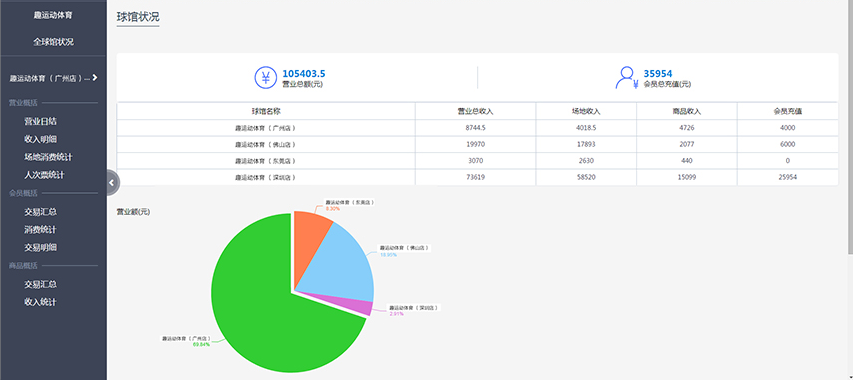 趣运动体育
全球馆状况
趣运动体育（广州店）...
营业概括
营业日结
收入明细
场地消费统计
人次票统计
会员概括
交易汇总
消费统计
交易明细
商品概括
交易汇总
收入统计
球馆状况
105403.5
营业总额(元)
35954
会员总充值(元)
球馆名称 营业总收入 场地收入 商品收入 会员充值
趣运动体育（广州店） 8744.5 4018.5 4726 4000
趣运动体育（佛山店） 19970 17893 2077 6000
趣运动体育（东莞店） 3070 2630 440 0
趣运动体育（深圳店） 73619 58520 15099 25954
营业额(元)
趣运动体育（东莞店）
8.30%
趣运动体育（佛山店）
18.95%
趣运动体育（深圳店）
2.91%
趣运动体育（广州店）
69.84%